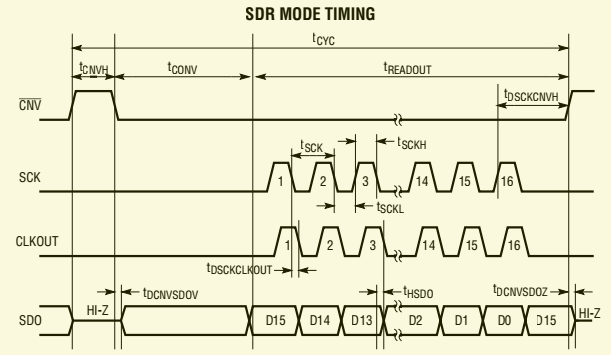 SDR MODE TIMING
tCYC
tCNVH tCONV tREADOUT
CNV tDSCKCNVH
tSCK tSCKH
SCK 1 2 3 14 15 16
tSCKL
CLKOUT 1 2 3 14 15 16
tDSCKCLKOUT
tDCNVSDOV tHSDO tDCNVSDOZ
SDO HI-Z D15 D14 D13 D2 D1 D0 D15 HI-Z